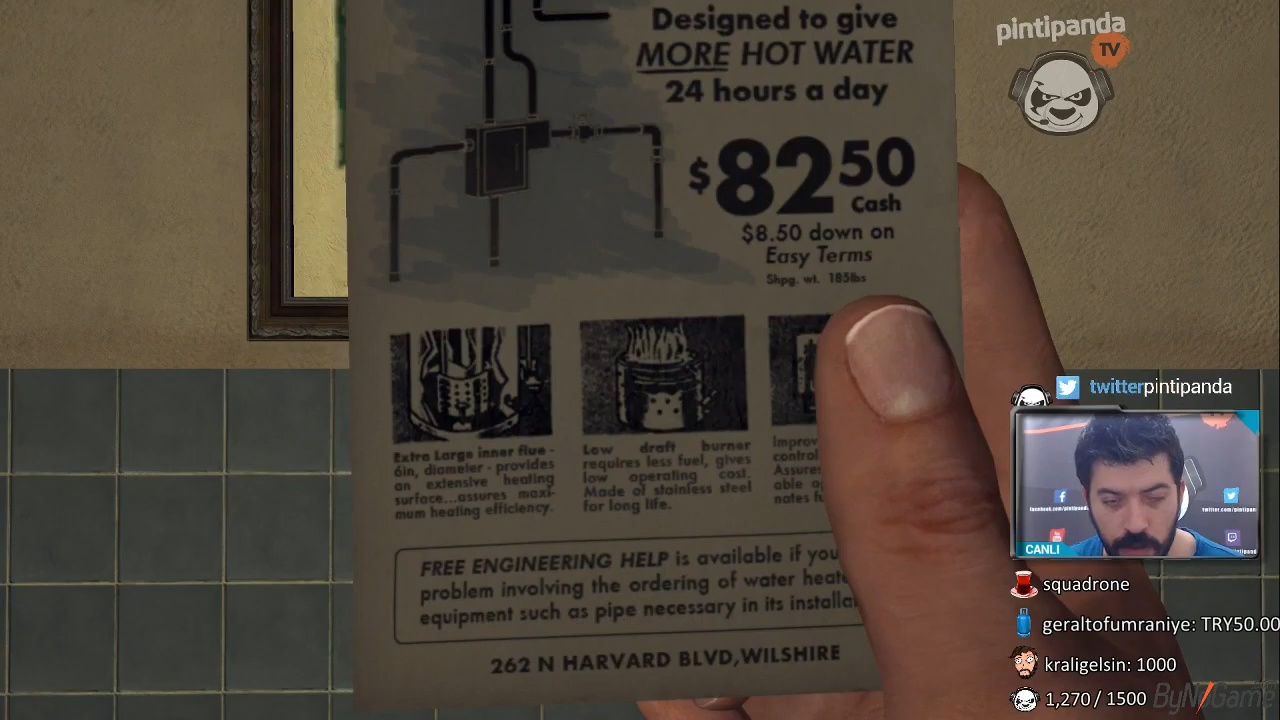 Designed to give
MORE HOT WATER
24 hours a day
$82 50
Cash
$8.50 down on
Easy Terms
Shpg. wt. 185lbs
Extra Large inner flue -
6in, diameter - provides
an extensive heating
surface...assures maxi-
mum heating efficiency.
Low draft burner
requires less fuel, gives
low operating cost.
Made of stainless steel
for long life.
FREE ENGINEERING HELP is available if you
problem involving the ordering of water
equipment such as pipe necessary in its
262 N HARVARD BLVD,WILSHIRE
pintipanda
TV
twitterpintipanda
CANLI
squadrone
geraltofumraniye: TRY50.00
kraligelsin: 1000
1,270 / 1500
ByNoGame